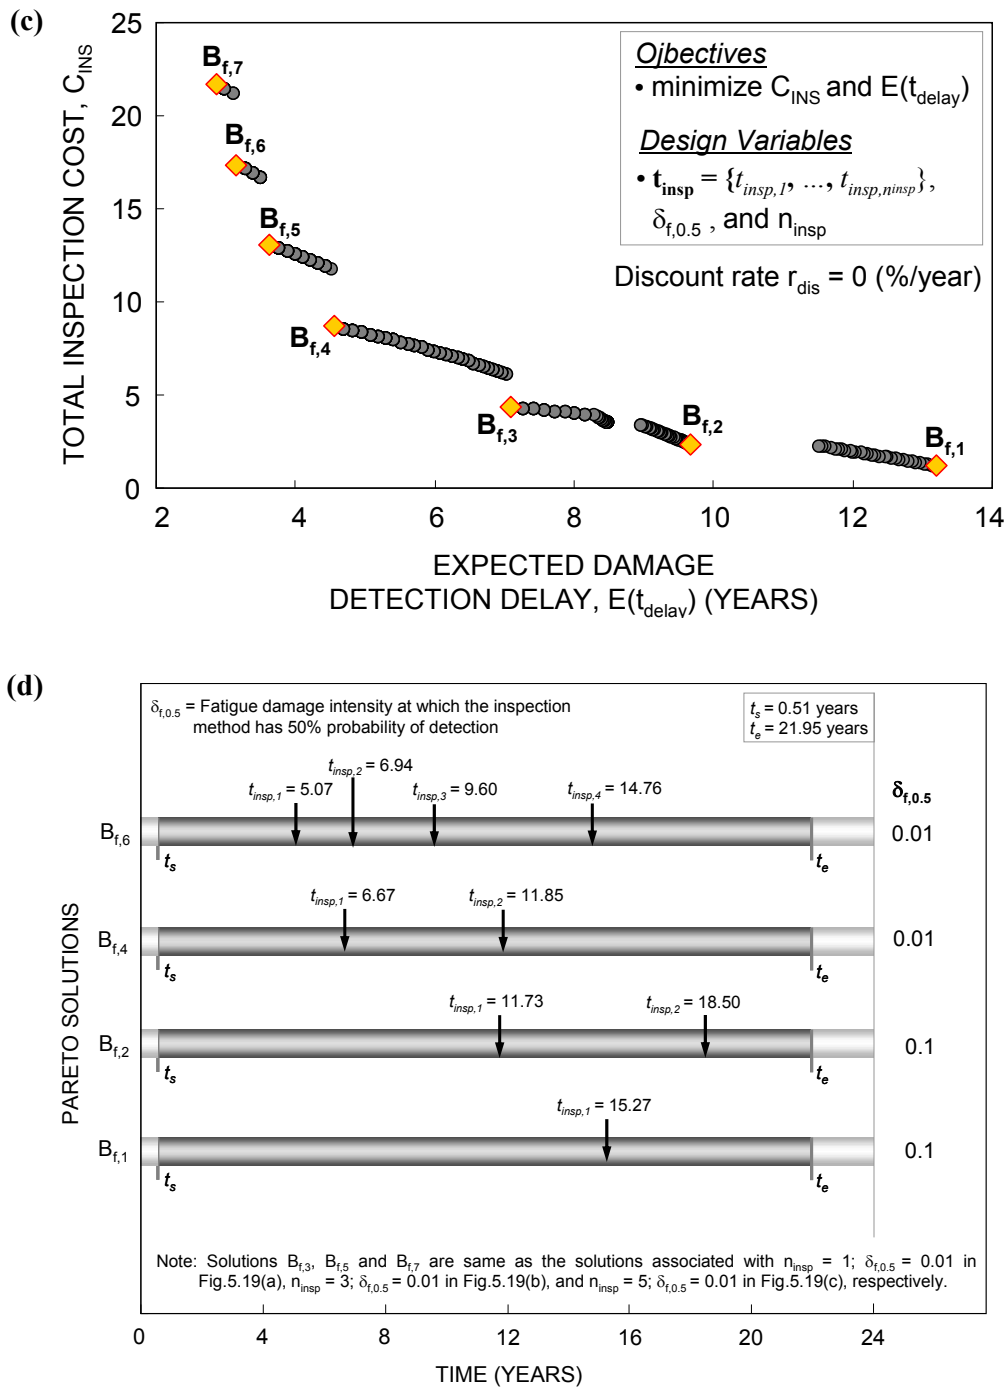 (c)
25
20
15
10
5
0
TOTAL INSPECTION COST, C_INS
B_f,7
B_f,6
B_f,5
B_f,4
B_f,3
B_f,2
B_f,1
Ojbectives
• minimize C_INS and E(t_delay)
Design Variables
• t_insp = {t_insp,1, ..., t_insp,n^insp},
δ_f,0.5 , and n_insp
Discount rate r_dis = 0 (%/year)
2 4 6 8 10 12 14
EXPECTED DAMAGE
DETECTION DELAY, E(t_delay) (YEARS)
(d)
δ_f,0.5 = Fatigue damage intensity at which the inspection
method has 50% probability of detection
t_s = 0.51 years
t_e = 21.95 years
δ_f,0.5
PARETO SOLUTIONS
t_insp,1 = 5.07
t_insp,2 = 6.94
t_insp,3 = 9.60
t_insp,4 = 14.76
B_f,6
0.01
t_s
t_e
t_insp,1 = 6.67
t_insp,2 = 11.85
B_f,4
0.01
t_s
t_e
t_insp,1 = 11.73
t_insp,2 = 18.50
B_f,2
0.1
t_s
t_e
t_insp,1 = 15.27
B_f,1
0.1
t_s
t_e
Note: Solutions B_f,3, B_f,5 and B_f,7 are same as the solutions associated with n_insp = 1; δ_f,0.5 = 0.01 in
Fig.5.19(a), n_insp = 3; δ_f,0.5 = 0.01 in Fig.5.19(b), and n_insp = 5; δ_f,0.5 = 0.01 in Fig.5.19(c), respectively.
0 4 8 12 16 20 24
TIME (YEARS)